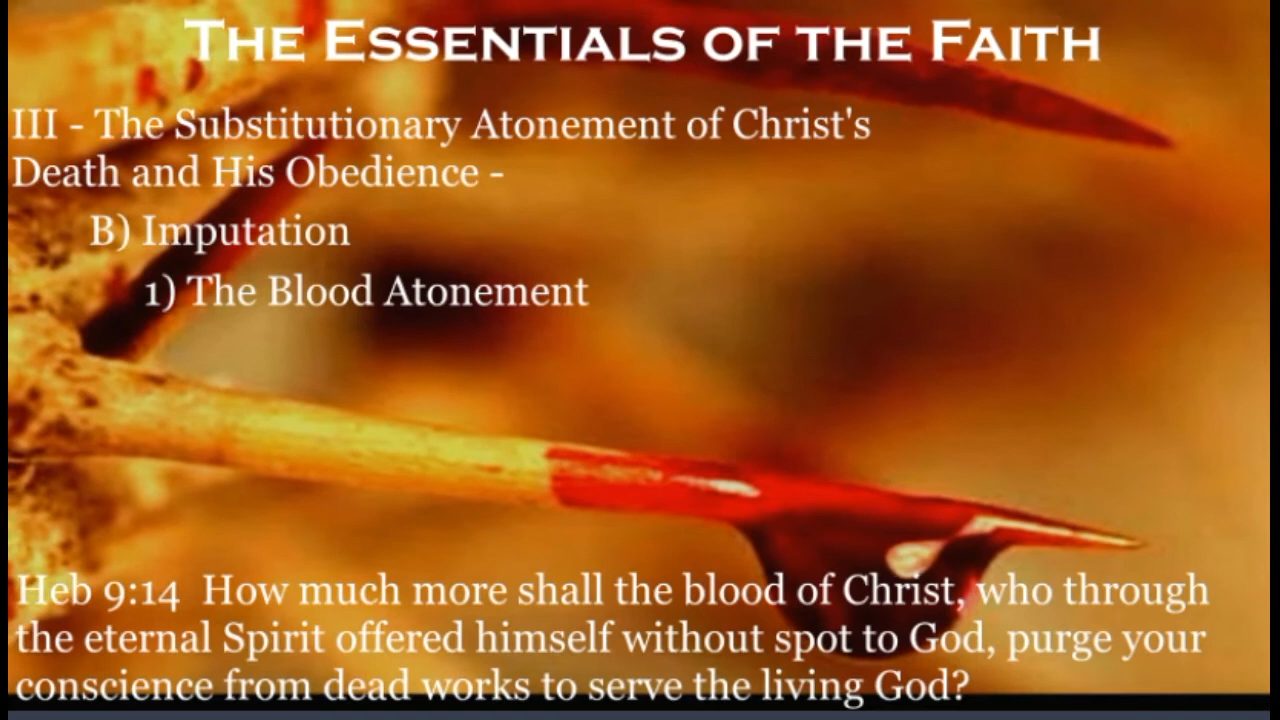 The Essentials of the Faith
III - The Substitutionary Atonement of Christ's
Death and His Obedience -
B) Imputation
1) The Blood Atonement
Heb 9:14  How much more shall the blood of Christ, who through
the eternal Spirit offered himself without spot to God, purge your
conscience from dead works to serve the living God?